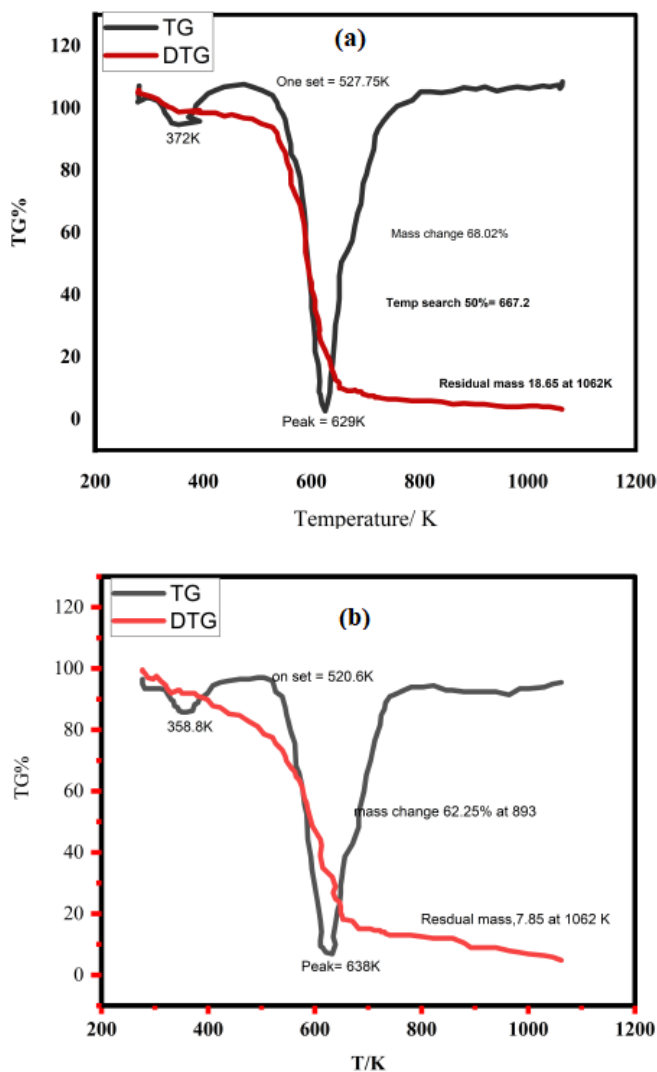 (a)
TG
DTG
One set = 527.75K
372K
Mass change 68.02%
Temp search 50%= 667.2
Residual mass 18.65 at 1062K
Peak = 629K
TG%
120
100
80
60
40
20
0
200 400 600 800 1000 1200
Temperature/ K
(b)
TG
DTG
on set = 520.6K
358.8K
mass change 62.25% at 893
Resdual mass,7.85 at 1062 K
Peak= 638K
TG%
120
100
80
60
40
20
0
200 400 600 800 1000 1200
T/K